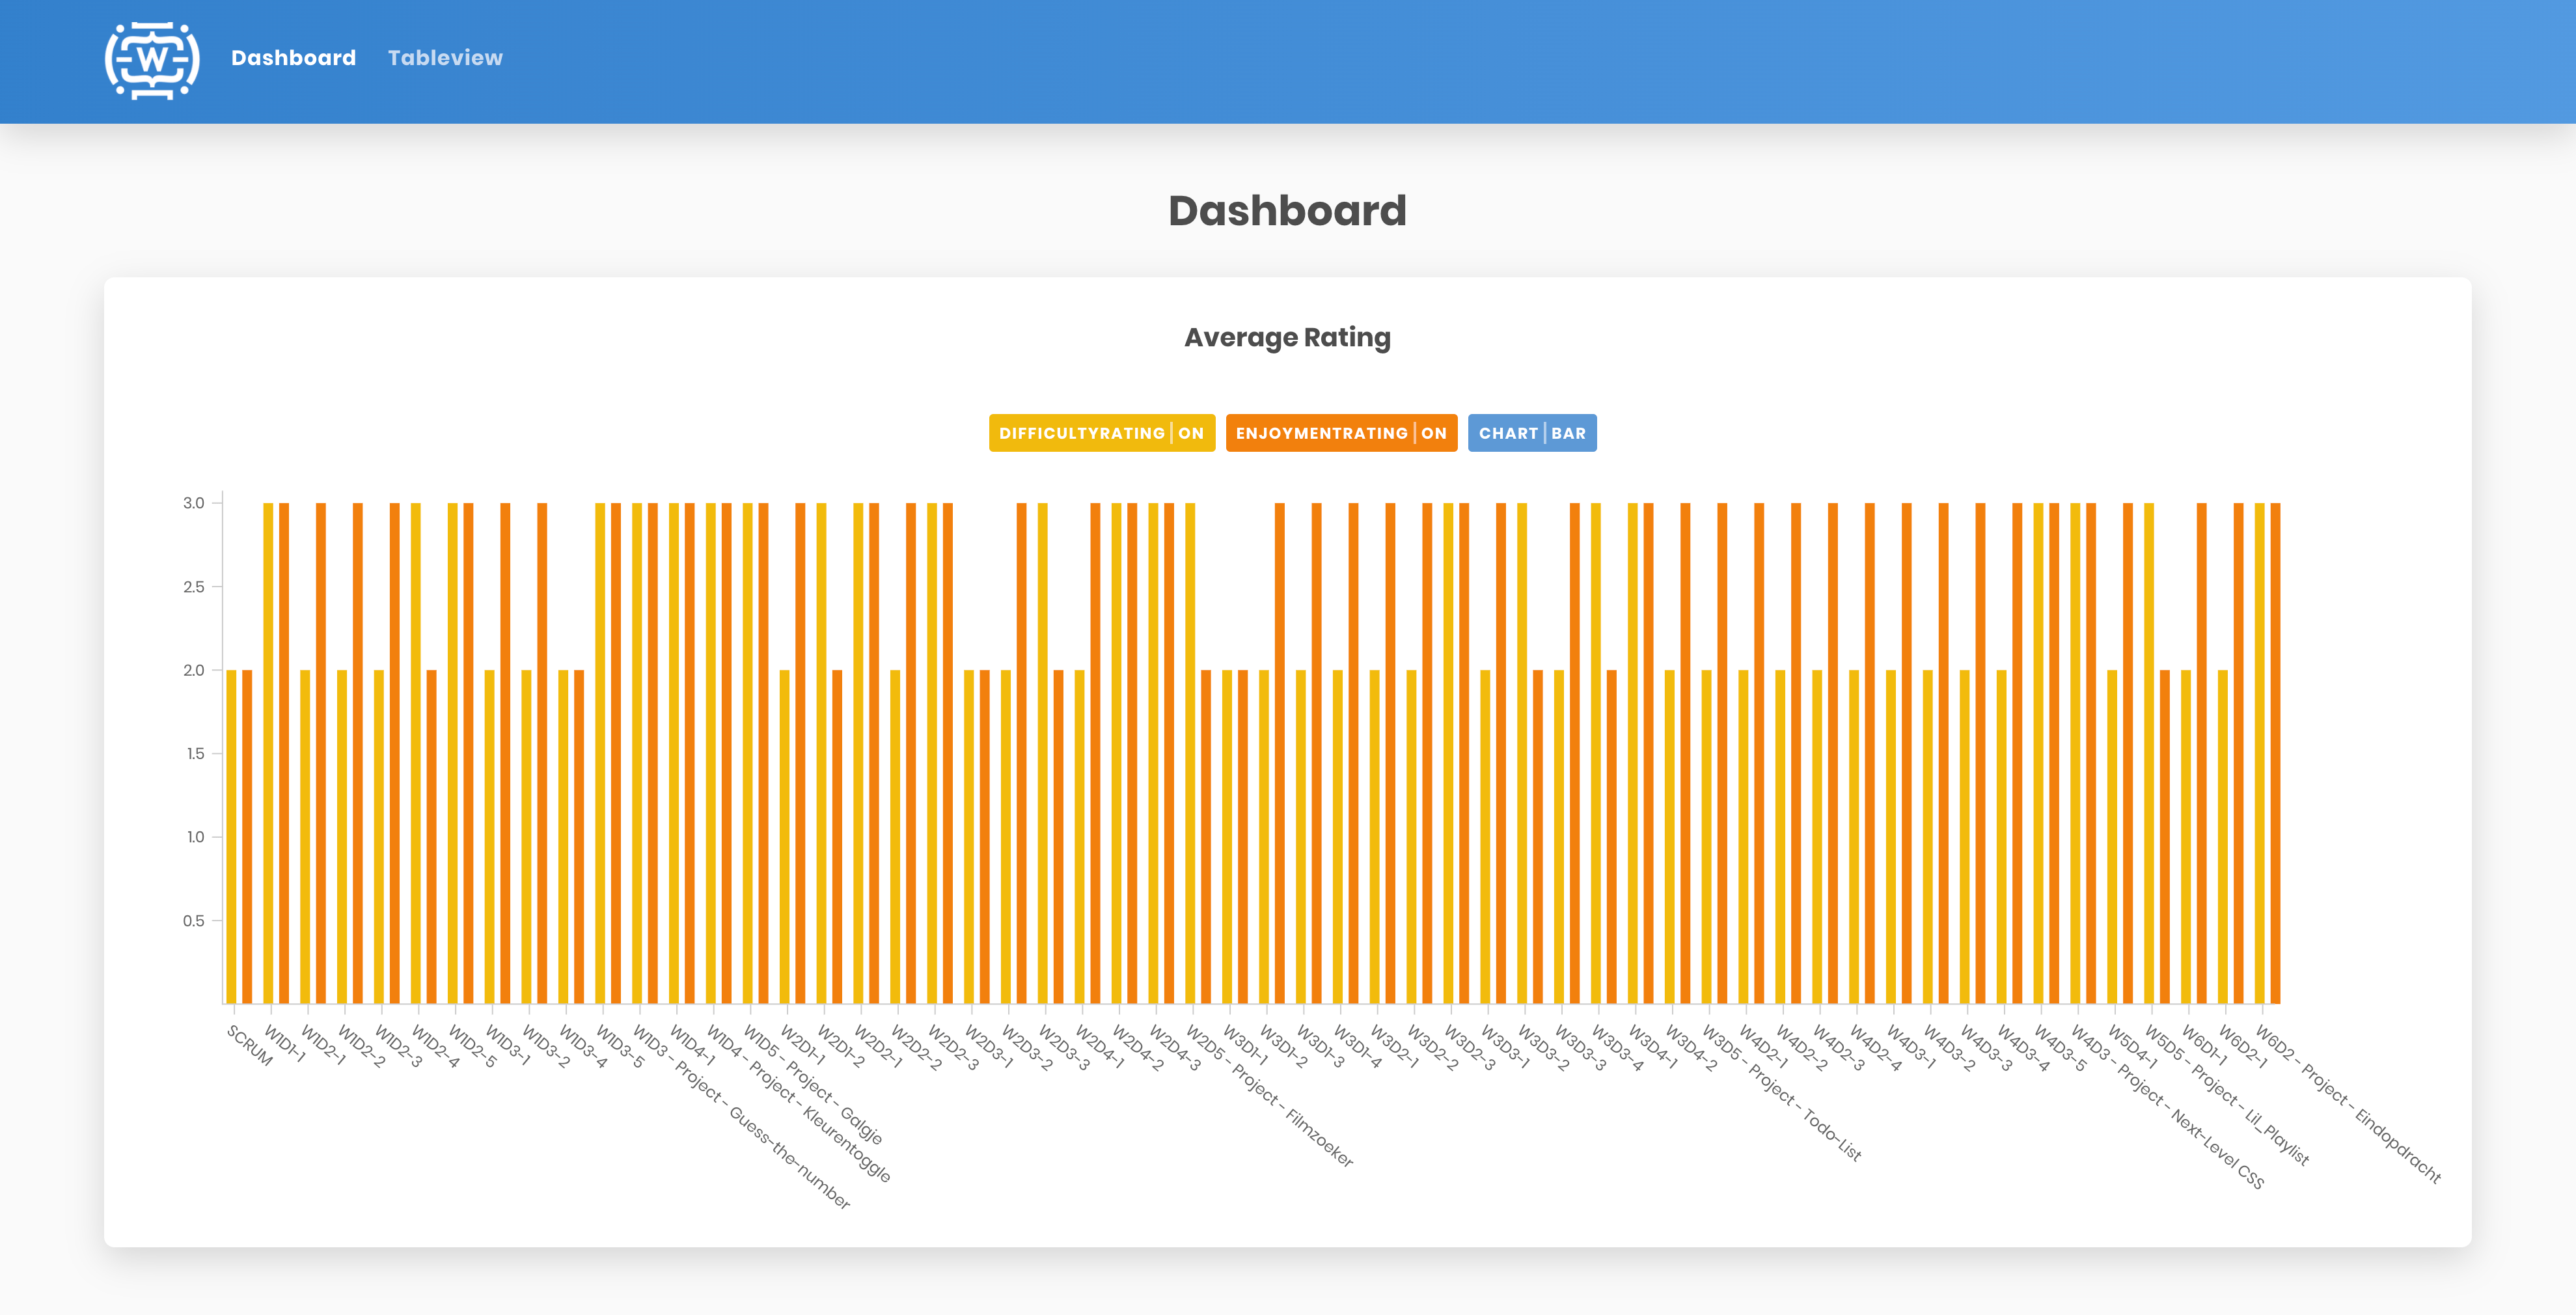 W
Dashboard Tableview
Dashboard
Average Rating
DIFFICULTYRATING | ON ENJOYMENTRATING | ON CHART | BAR
3.0
2.5
2.0
1.5
1.0
0.5
SCRUM
W1D1-1
W1D2-1
W1D2-2
W1D2-3
W1D2-4
W1D2-5
W1D3-1
W1D3-2
W1D3-4
W1D3-5
W1D3 - Project - Guess-the-number
W1D4-1
W1D4 - Project - Kleurentoggle
W1D5 - Project - Galgje
W2D1-1
W2D1-2
W2D2-1
W2D2-2
W2D2-3
W2D3-1
W2D3-2
W2D3-3
W2D4-1
W2D4-2
W2D4-3
W2D5 - Project - Filmzoeker
W3D1-1
W3D1-2
W3D1-3
W3D1-4
W3D2-1
W3D2-2
W3D2-3
W3D3-1
W3D3-2
W3D3-3
W3D3-4
W3D4-1
W3D4-2
W3D5 - Project - Todo-List
W4D2-1
W4D2-2
W4D2-3
W4D2-4
W4D3-1
W4D3-2
W4D3-3
W4D3-4
W4D3-5
W4D3 - Project - Next-Level CSS
W5D4-1
W5D5 - Project - Lil_Playlist
W6D1-1
W6D2-1
W6D2 - Project - Eindopdracht